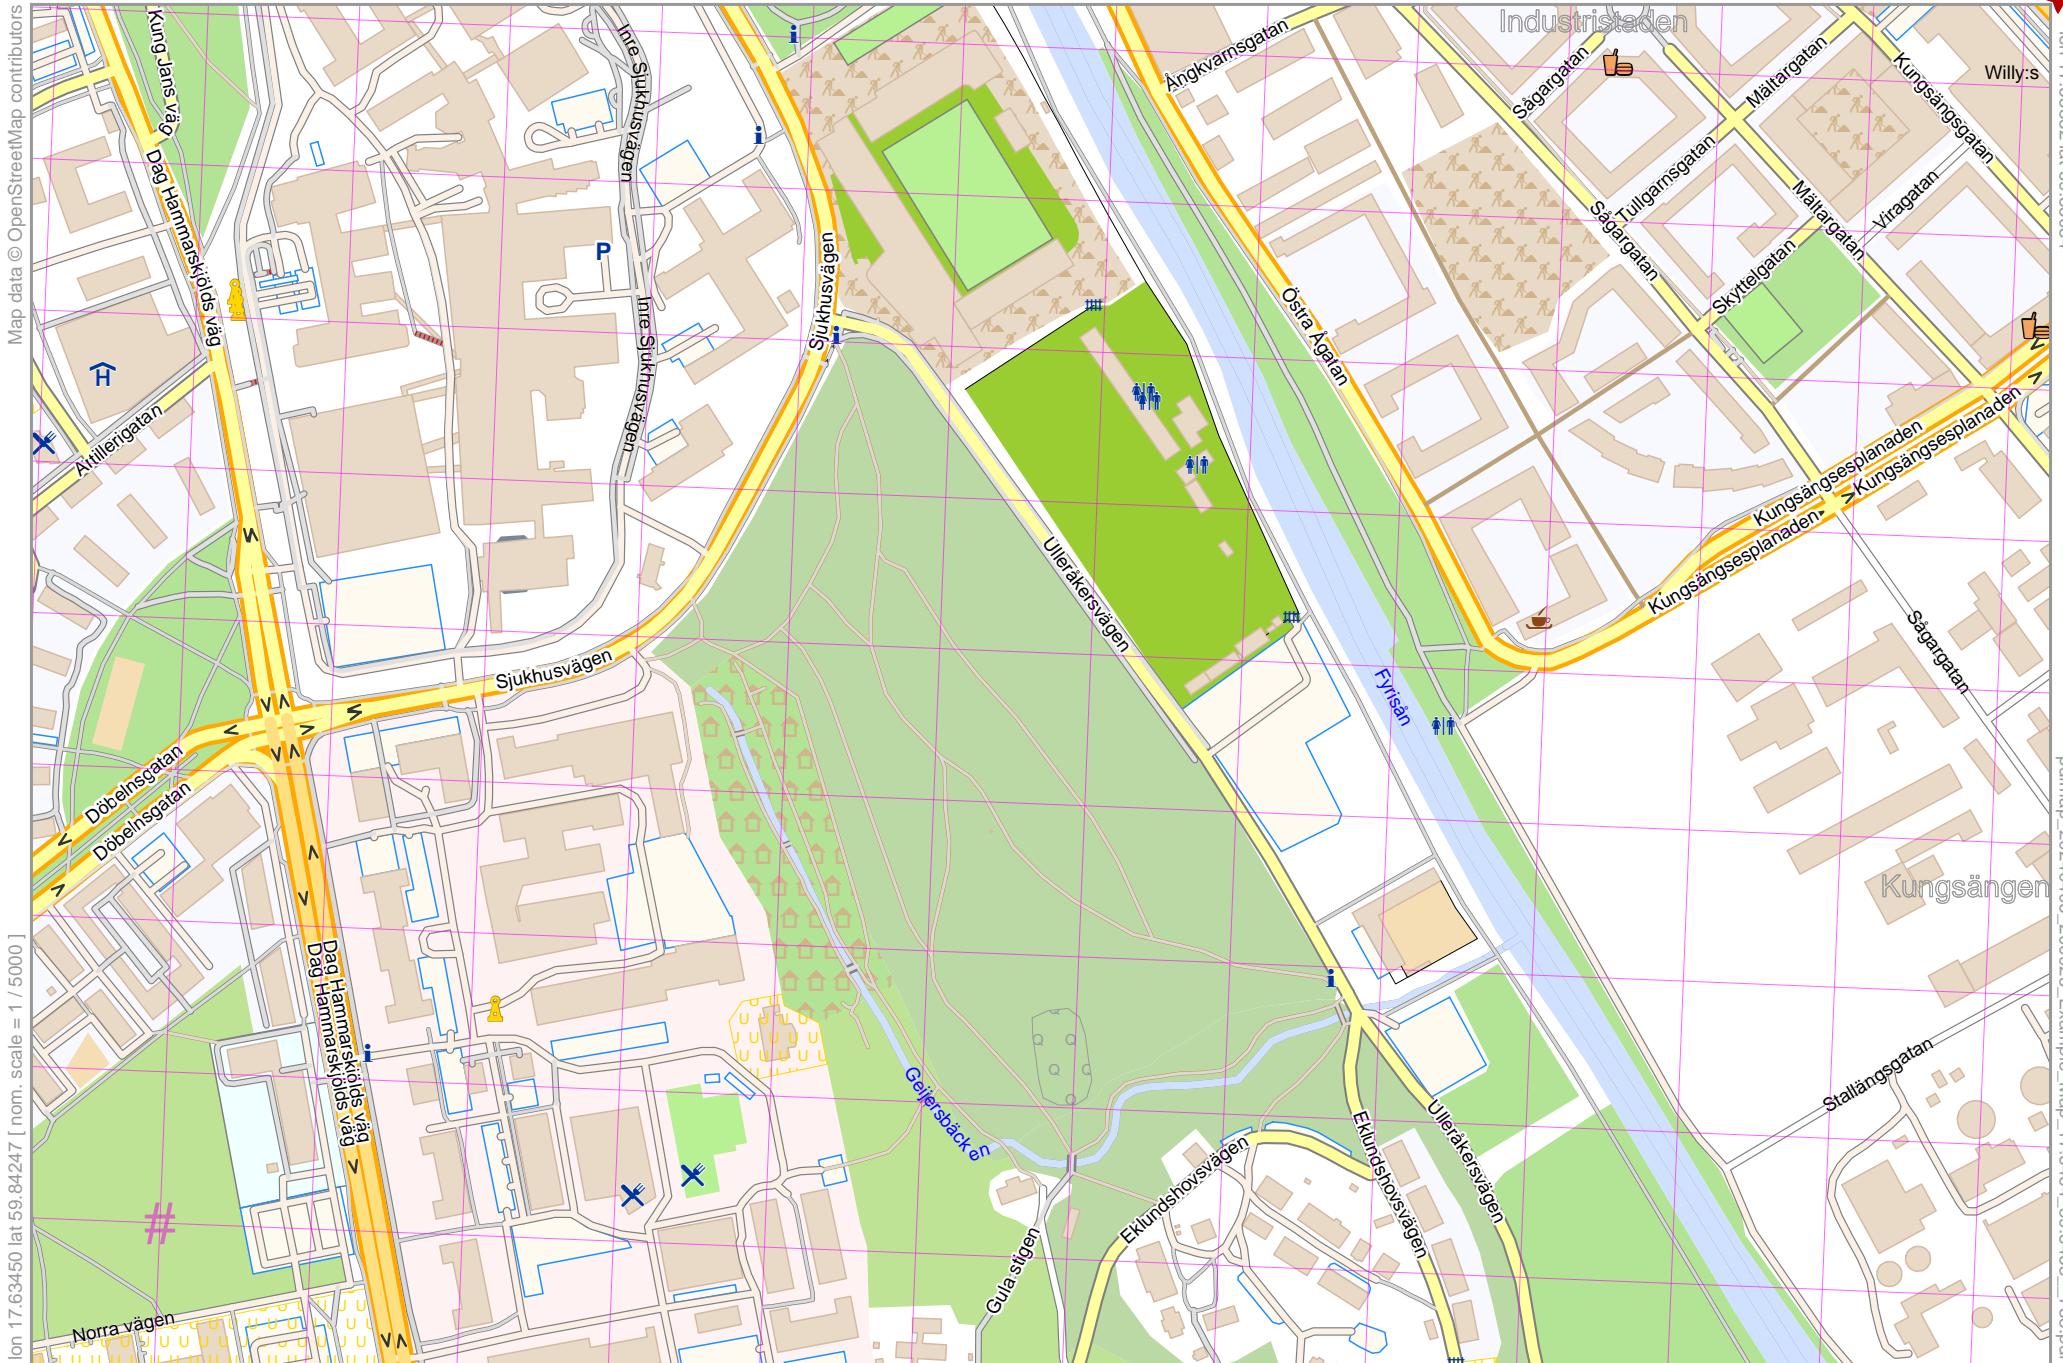 Industristaden
Willy:s
Ångkvarnsgatan
Sågargatan
Mältargatan
Kungsängsgatan
Kung Jans väg
Inre Sjukhusvägen
Tullgarnsgatan
Sågargatan
Mältargatan
Viragatan
Skyttelgatan
Dag Hammarskjölds väg
Sjukhusvägen
P
Inre Sjukhusvägen
Östra Ågatan
H
Artillerigatan
Kungsängsesplanaden
Kungsängsesplanaden
Kungsängsesplanaden
Ulleråkersvägen
Sågargatan
Sjukhusvägen
Fyrisån
Döbelnsgatan
Döbelnsgatan
Kungsängen
Dag Hammarskjölds väg
Dag Hammarskjölds väg
Geijersbäcken
Stallängsgatan
Eklundshovsvägen
Eklundshovsvägen
Ulleråkersvägen
Gula stigen
#
Norra vägen
Map data © OpenStreetMap contributors
lon 17.63450 lat 59.84247 [ nom. scale = 1 / 5000 ]